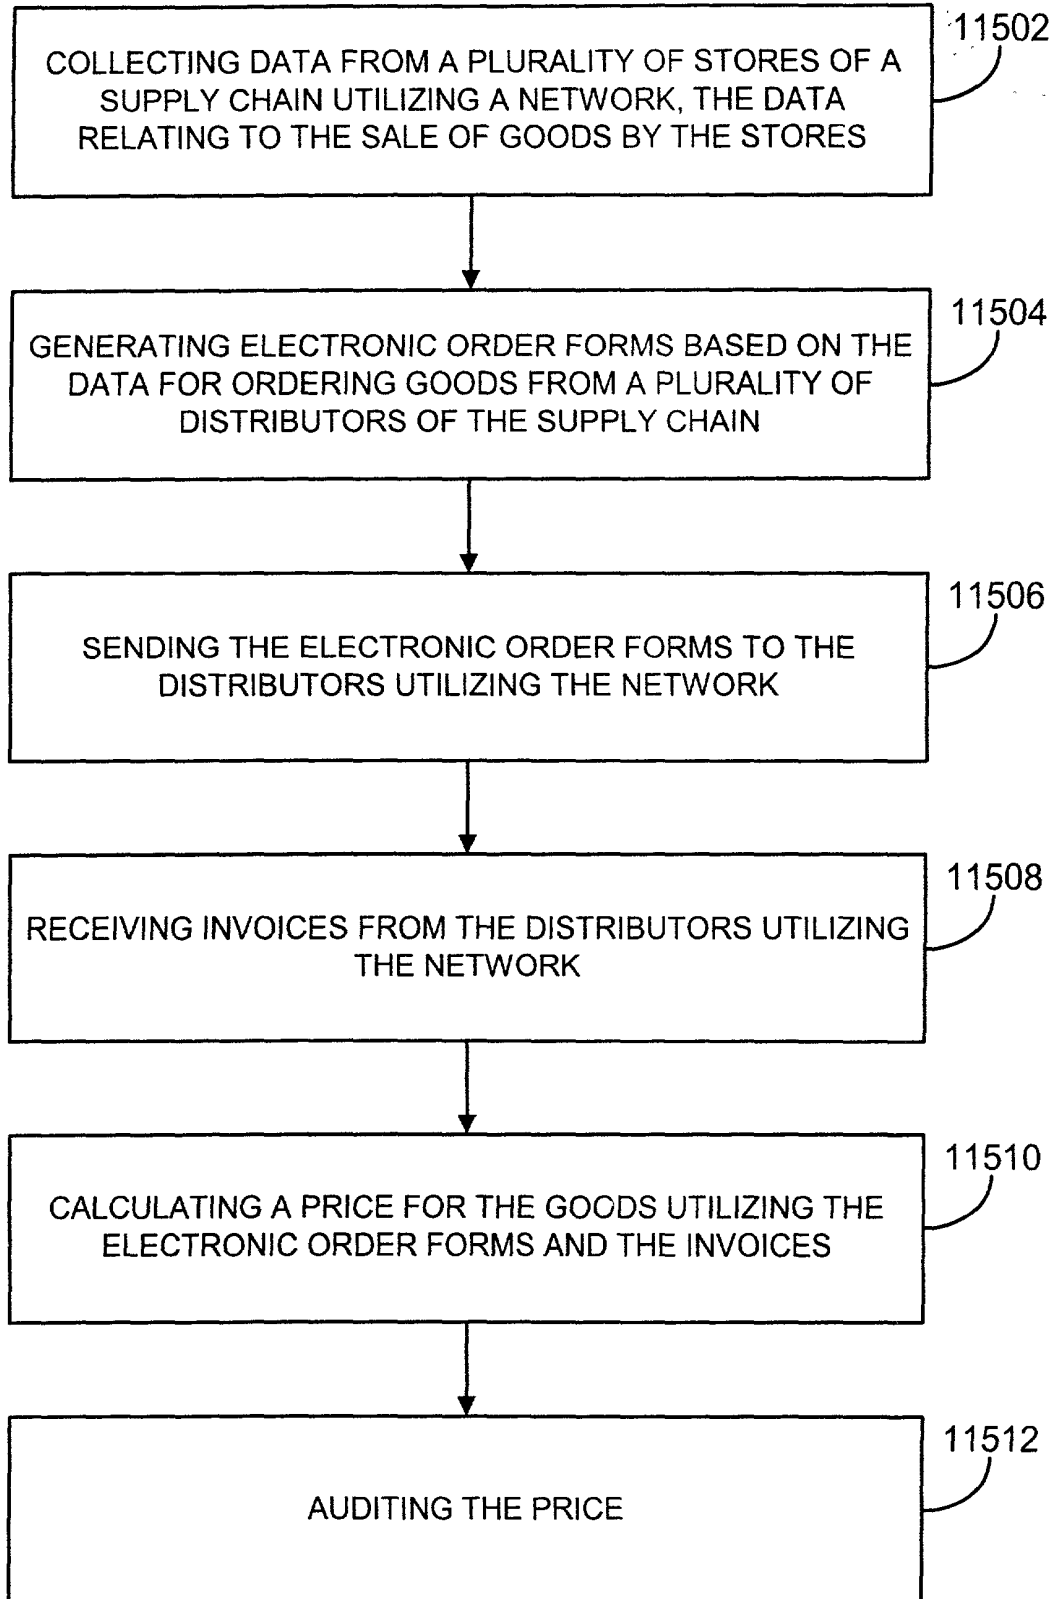 11502
COLLECTING DATA FROM A PLURALITY OF STORES OF A
SUPPLY CHAIN UTILIZING A NETWORK, THE DATA
RELATING TO THE SALE OF GOODS BY THE STORES
11504
GENERATING ELECTRONIC ORDER FORMS BASED ON THE
DATA FOR ORDERING GOODS FROM A PLURALITY OF
DISTRIBUTORS OF THE SUPPLY CHAIN
11506
SENDING THE ELECTRONIC ORDER FORMS TO THE
DISTRIBUTORS UTILIZING THE NETWORK
11508
RECEIVING INVOICES FROM THE DISTRIBUTORS UTILIZING
THE NETWORK
11510
CALCULATING A PRICE FOR THE GOODS UTILIZING THE
ELECTRONIC ORDER FORMS AND THE INVOICES
11512
AUDITING THE PRICE